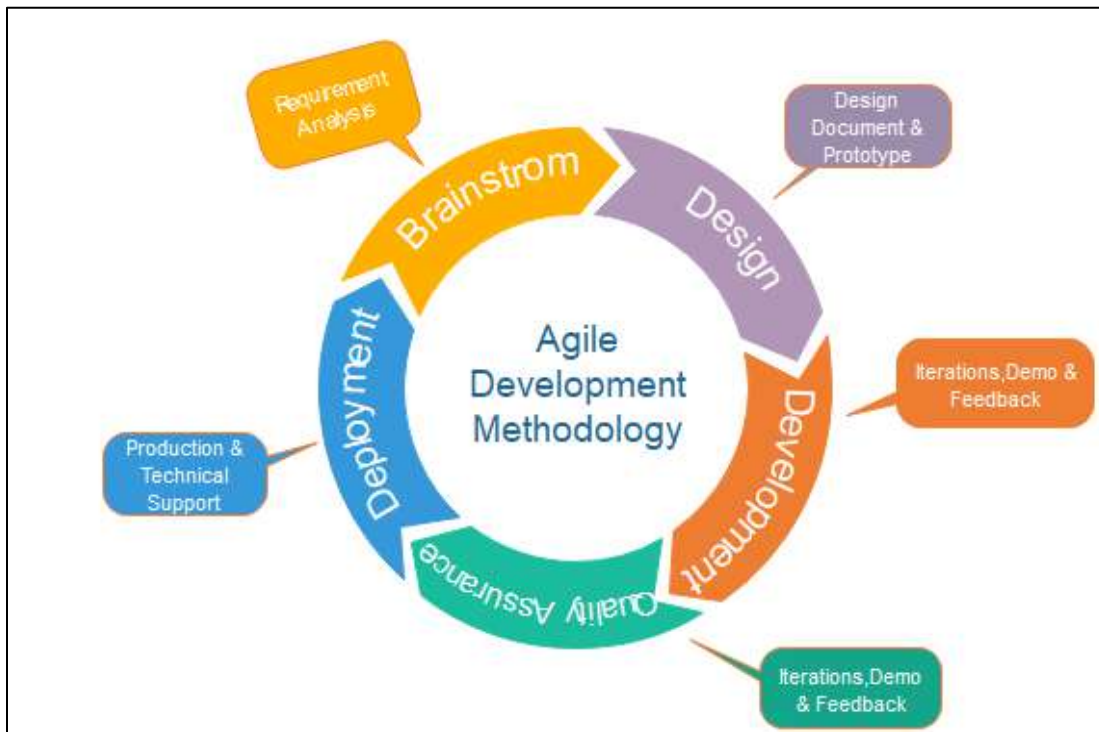 Requirement
Analysis
Brainstrom
Design
Document &
Prototype
Design
Iterations,Demo &
Feedback
Development
Agile
Development
Methodology
Deployment
Production &
Technical
Support
Quality Assurance
Iterations,Demo
& Feedback